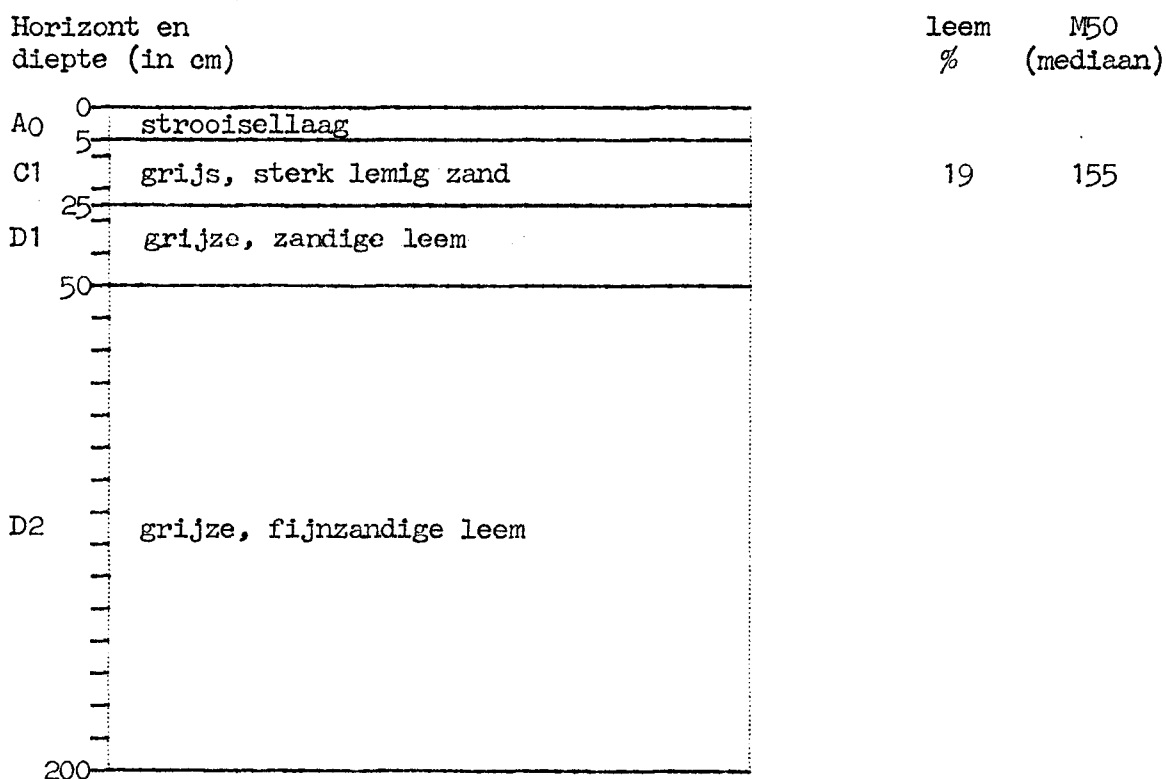 Horizont en leem M50
diepte (in cm) % (mediaan)
0
A0 strooisellaag
5
C1 grijs, sterk lemig zand 19 155
25
D1 grijze, zandige leem
50
D2 grijze, fijnzandige leem
200